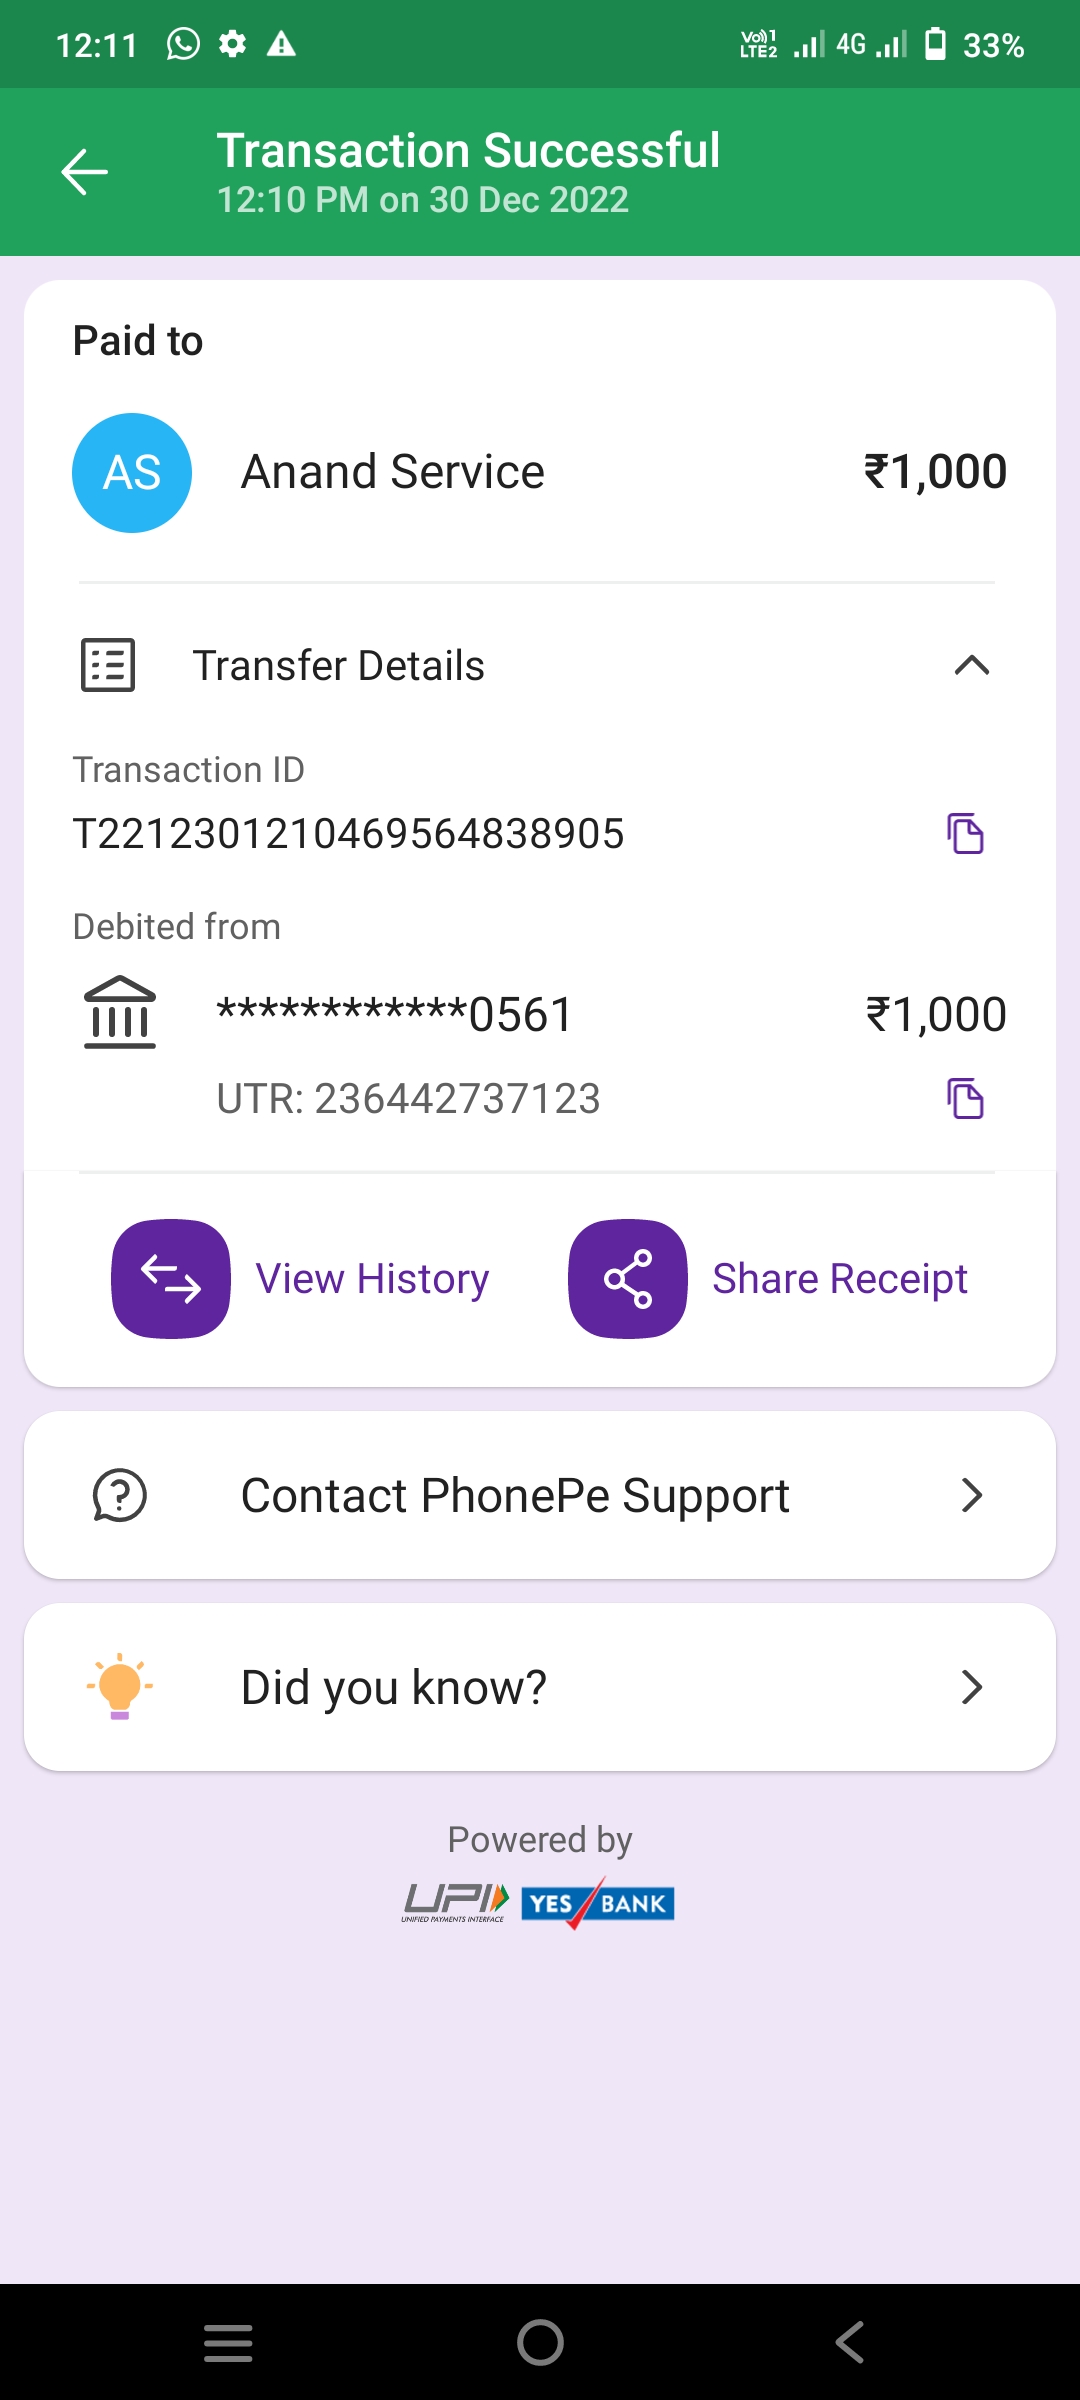 12:11 Vo))1 LTE2 4G 33%
Transaction Successful
12:10 PM on 30 Dec 2022
Paid to
AS Anand Service ₹1,000
Transfer Details
Transaction ID
T2212301210469564838905
Debited from
************0561 ₹1,000
UTR: 236442737123
View History Share Receipt
Contact PhonePe Support
Did you know?
Powered by
UPI YES BANK
UNIFIED PAYMENTS INTERFACE